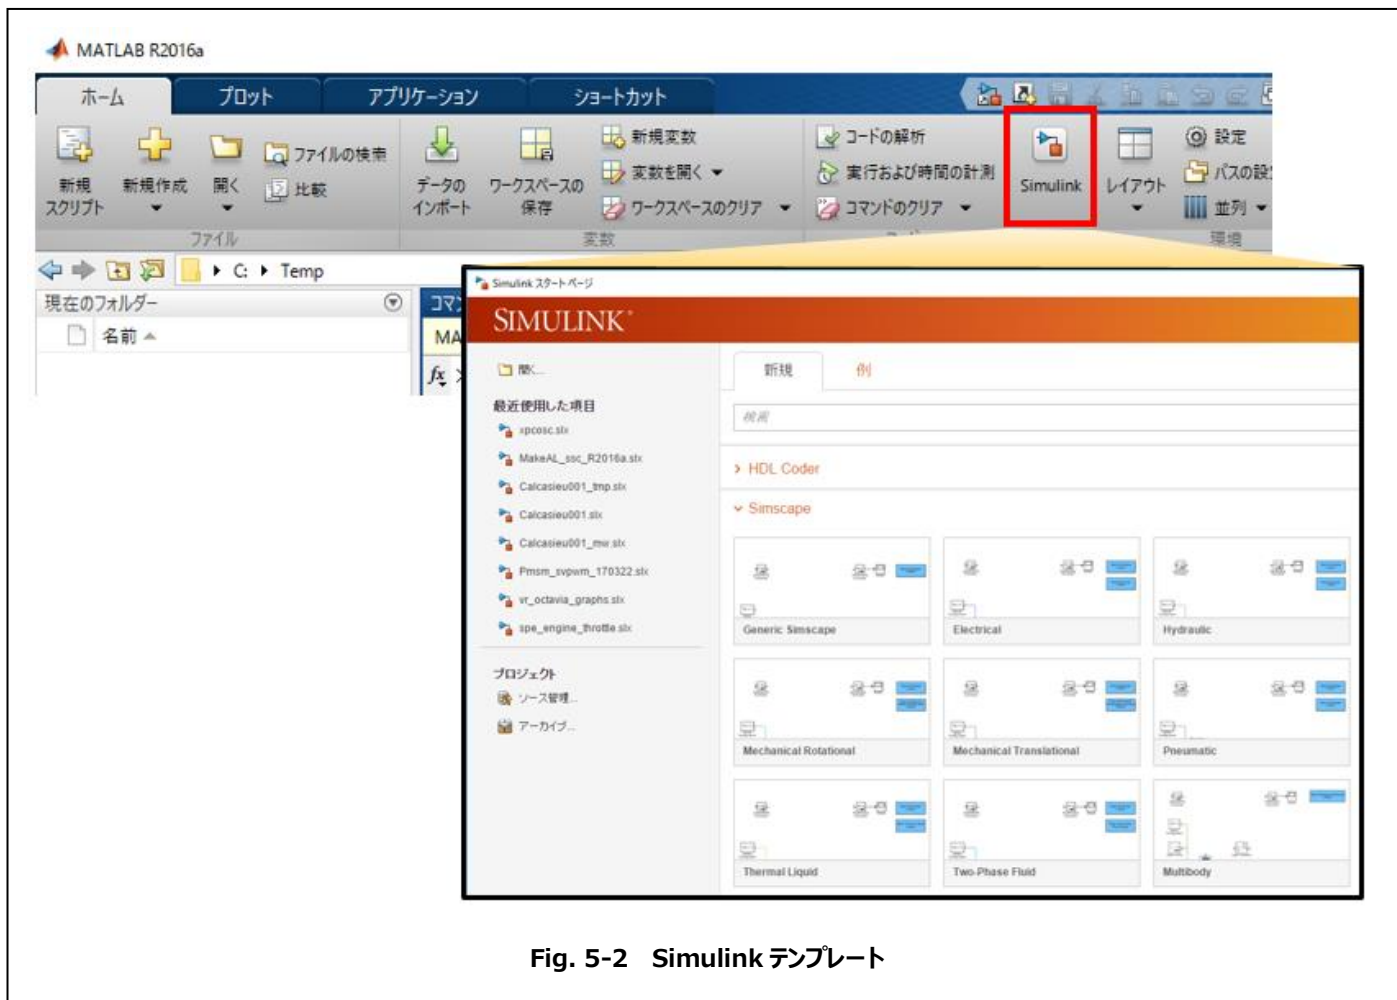 MATLAB R2016a
ホーム
プロット
アプリケーション
ショートカット
新規
スクリプト
新規作成
開く
ファイルの検索
比較
データの
インポート
ワークスペースの
保存
新規変数
変数を開く
ワークスペースのクリア
コードの解析
実行および時間の計測
コマンドのクリア
Simulink
レイアウト
設定
パスの設
並列
ファイル
変数
環境
C: Temp
現在のフォルダー
名前
コマ
MA
fx
Simulink スタートページ
SIMULINK®
開く...
最近使用した項目
xpcosc.slx
MakeAL_ssc_R2016a.slx
Calcasieu001_tmp.slx
Calcasieu001.slx
Calcasieu001_mw.slx
Pmsm_svpwm_170322.slx
vr_octavia_graphs.slx
spe_engine_throttle.slx
プロジェクト
ソース管理...
アーカイブ...
新規
例
検索
HDL Coder
Simscape
Generic Simscape
Electrical
Hydraulic
Mechanical Rotational
Mechanical Translational
Pneumatic
Thermal Liquid
Two-Phase Fluid
Multibody
Fig. 5-2 Simulink テンプレート